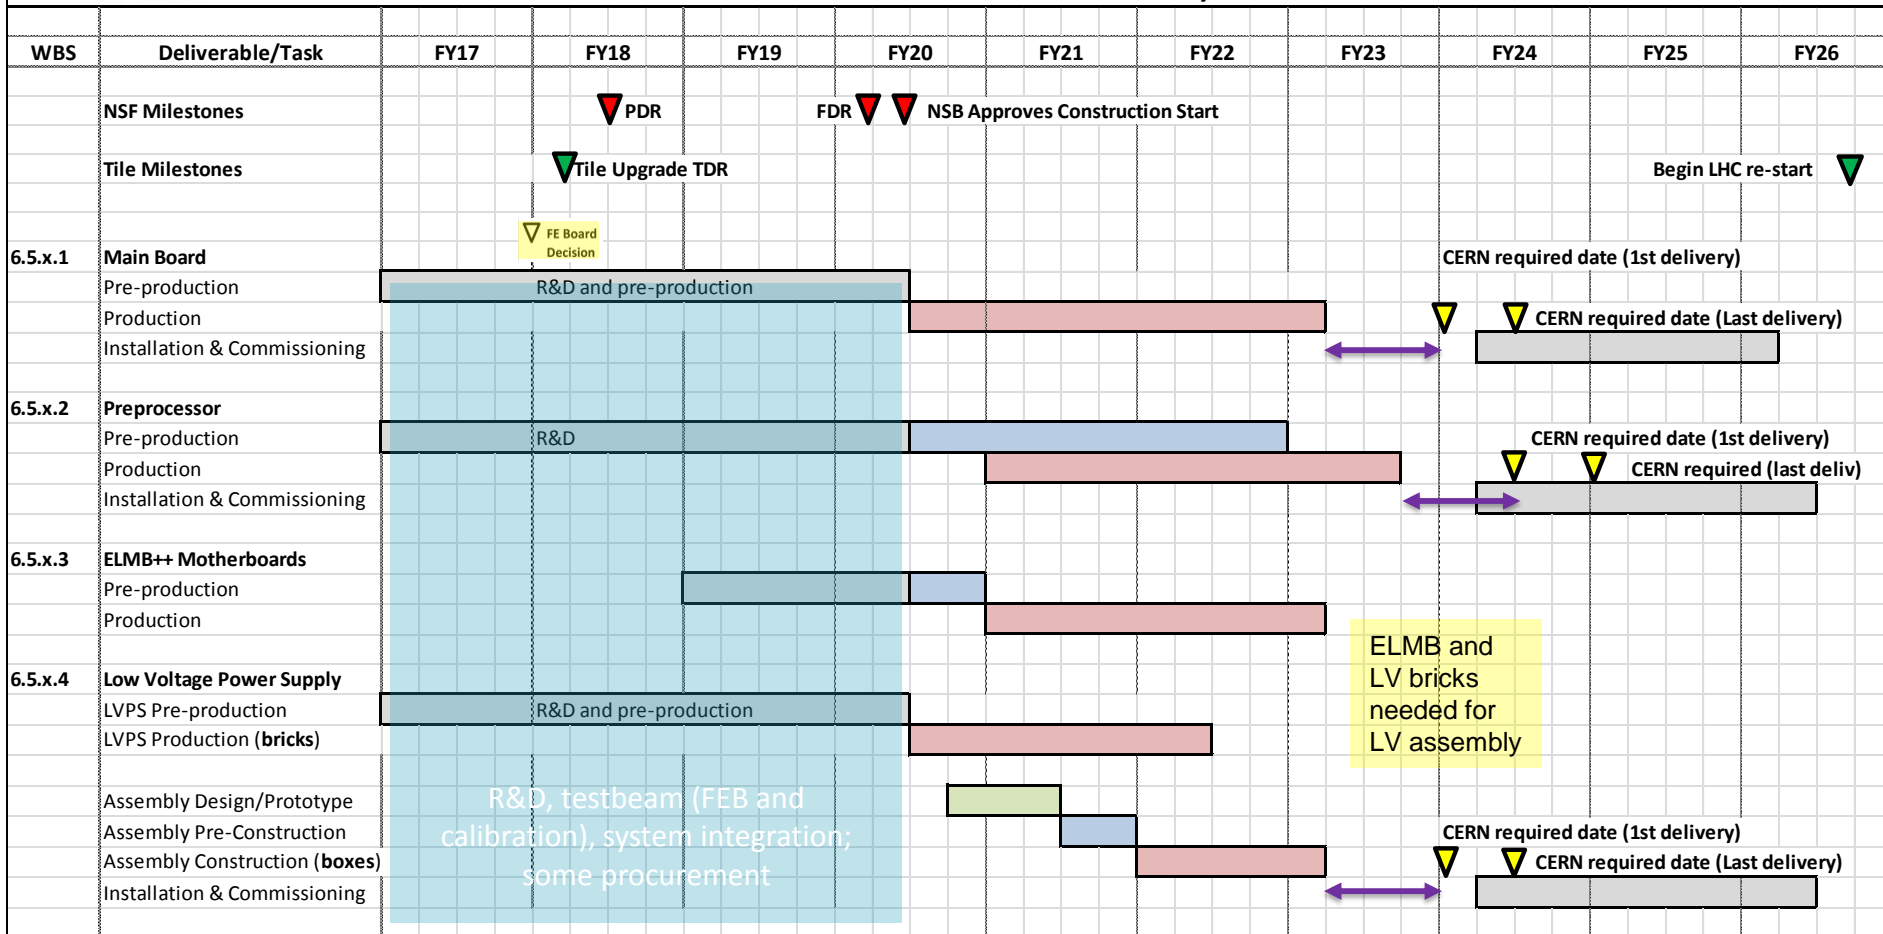 WBS Deliverable/Task FY17 FY18 FY19 FY20 FY21 FY22 FY23 FY24 FY25 FY26
NSF Milestones PDR FDR NSB Approves Construction Start
Tile Milestones Tile Upgrade TDR Begin LHC re-start
FE Board
Decision
6.5.x.1 Main Board CERN required date (1st delivery)
Pre-production R&D and pre-production
Production CERN required date (Last delivery)
Installation & Commissioning
6.5.x.2 Preprocessor
Pre-production R&D CERN required date (1st delivery)
Production CERN required (last deliv)
Installation & Commissioning
6.5.x.3 ELMB++ Motherboards
Pre-production
Production
ELMB and
LV bricks
needed for
LV assembly
6.5.x.4 Low Voltage Power Supply
LVPS Pre-production R&D and pre-production
LVPS Production (bricks)
R&D, testbeam (FEB and
calibration), system integration;
some procurement
Assembly Design/Prototype
Assembly Pre-Construction CERN required date (1st delivery)
Assembly Construction (boxes) CERN required date (Last delivery)
Installation & Commissioning